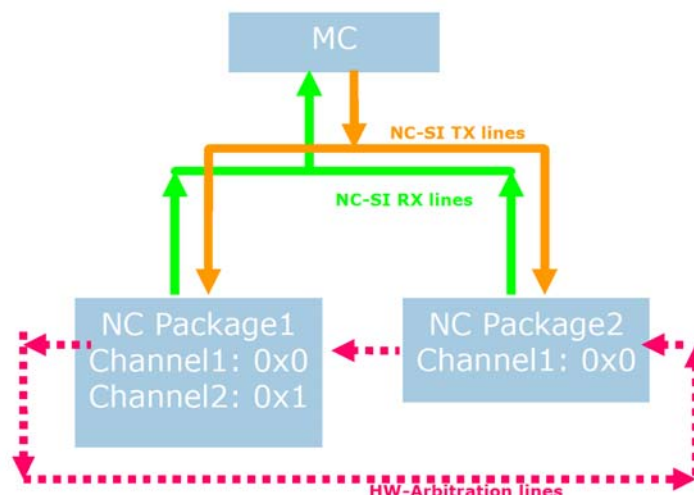 MC
NC-SI TX lines
NC-SI RX lines
NC Package1
Channel1: 0x0
Channel2: 0x1
NC Package2
Channel1: 0x0
HW-Arbitration lines